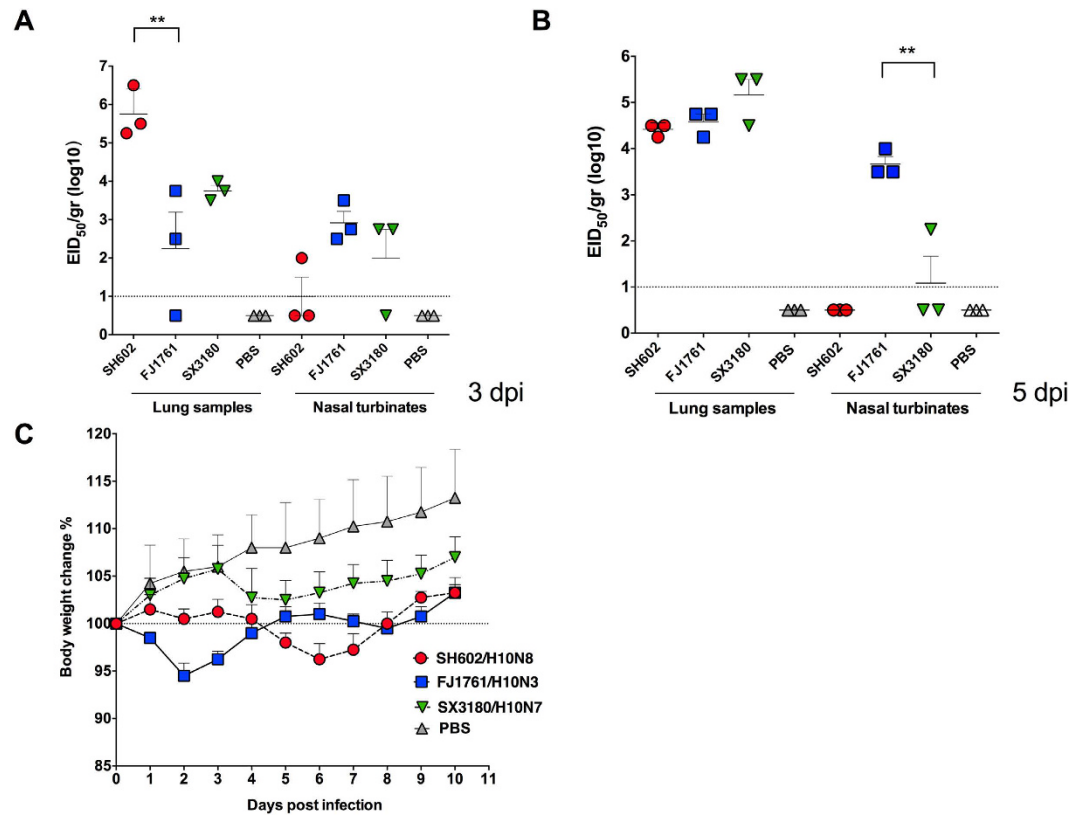 A
**
7
6
5
4
3
2
1
0
EID50/gr (log10)
SH602
FJ1761
SX3180
PBS
SH602
FJ1761
SX3180
PBS
Lung samples
Nasal turbinates
3 dpi
B
**
6
5
4
3
2
1
0
EID50/gr (log10)
SH602
FJ1761
SX3180
PBS
SH602
FJ1761
SX3180
PBS
Lung samples
Nasal turbinates
5 dpi
C
120
115
110
105
100
95
90
85
Body weight change %
SH602/H10N8
FJ1761/H10N3
SX3180/H10N7
PBS
0 1 2 3 4 5 6 7 8 9 10 11
Days post infection